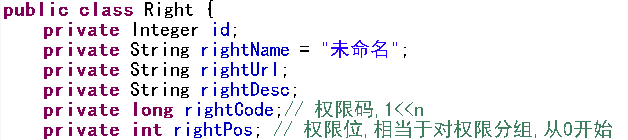 public class Right {
private Integer id;
private String rightName = "未命名";
private String rightUrl;
private String rightDesc;
private long rightCode;// 权限码,1<<n
private int rightPos; // 权限位,相当于对权限分组,从0开始